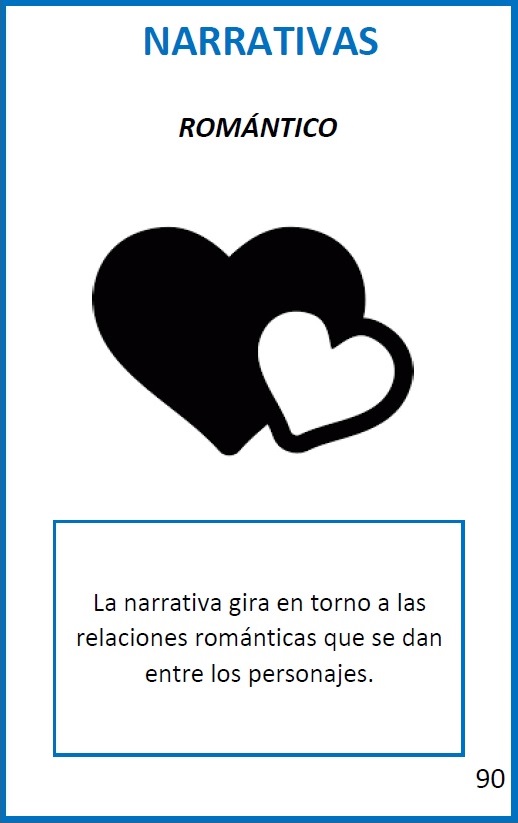 NARRATIVAS
ROMÁNTICO
La narrativa gira en torno a las
relaciones románticas que se dan
entre los personajes.
90